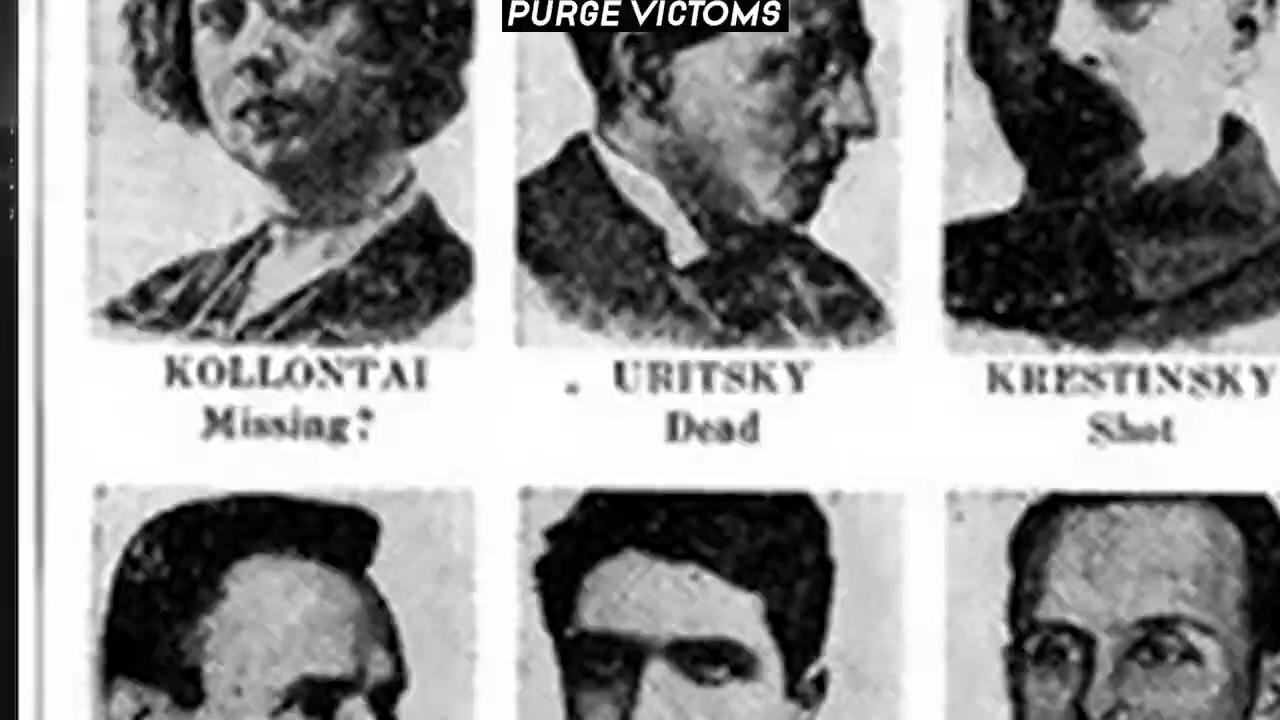 PURGE VICTOMS
KOLLONTAI
Missing?
URITSKY
Dead
KRESTINSKY
Shot